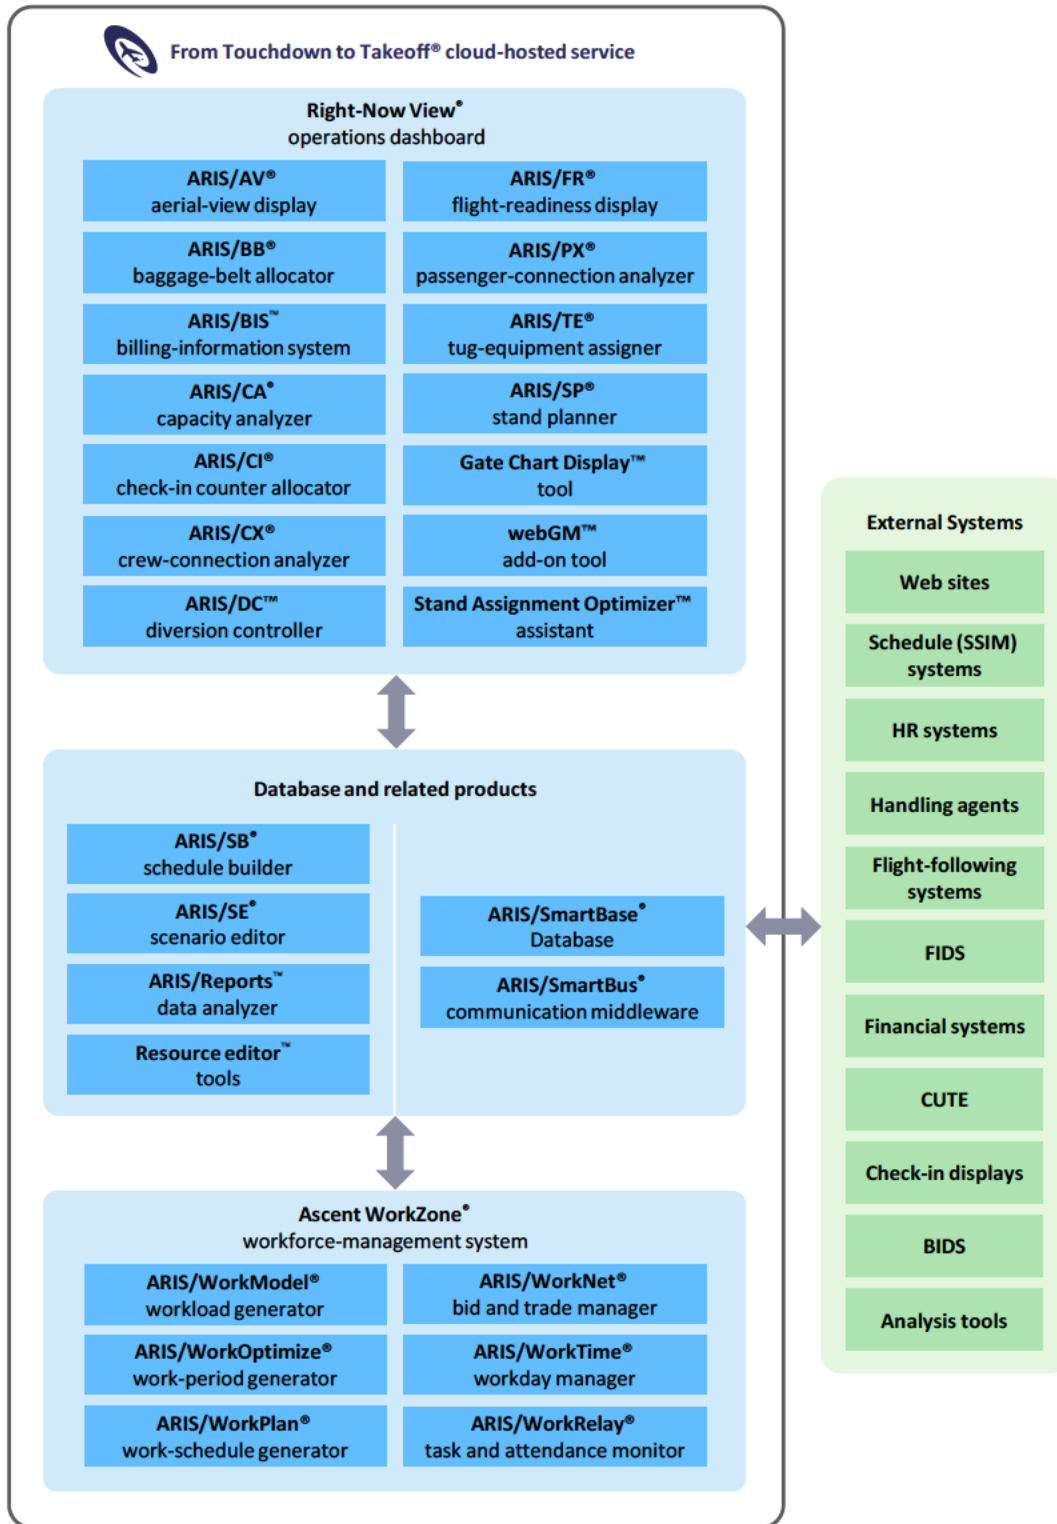 From Touchdown to Takeoff® cloud-hosted service
Right-Now View®
operations dashboard
ARIS/AV®
aerial-view display
ARIS/FR®
flight-readiness display
ARIS/BB®
baggage-belt allocator
ARIS/PX®
passenger-connection analyzer
ARIS/BIS™
billing-information system
ARIS/TE®
tug-equipment assigner
ARIS/CA®
capacity analyzer
ARIS/SP®
stand planner
ARIS/CI®
check-in counter allocator
Gate Chart Display™
tool
ARIS/CX®
crew-connection analyzer
webGM™
add-on tool
ARIS/DC™
diversion controller
Stand Assignment Optimizer™
assistant
Database and related products
ARIS/SB®
schedule builder
ARIS/SE®
scenario editor
ARIS/Reports™
data analyzer
Resource editor™
tools
ARIS/SmartBase®
Database
ARIS/SmartBus®
communication middleware
Ascent WorkZone®
workforce-management system
ARIS/WorkModel®
workload generator
ARIS/WorkNet®
bid and trade manager
ARIS/WorkOptimize®
work-period generator
ARIS/WorkTime®
workday manager
ARIS/WorkPlan®
work-schedule generator
ARIS/WorkRelay®
task and attendance monitor
External Systems
Web sites
Schedule (SSIM)
systems
HR systems
Handling agents
Flight-following
systems
FIDS
Financial systems
CUTE
Check-in displays
BIDS
Analysis tools